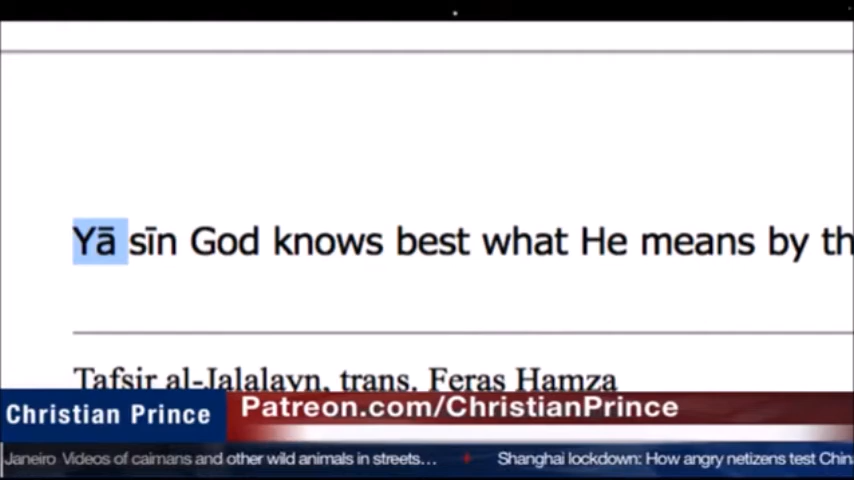 Yā sīn God knows best what He means by th
Tafsir al-Jalalayn, trans. Feras Hamza
Christian Prince
Patreon.com/ChristianPrince
Janeiro Videos of caimans and other wild animals in streets... Shanghai lockdown: How angry netizens test China